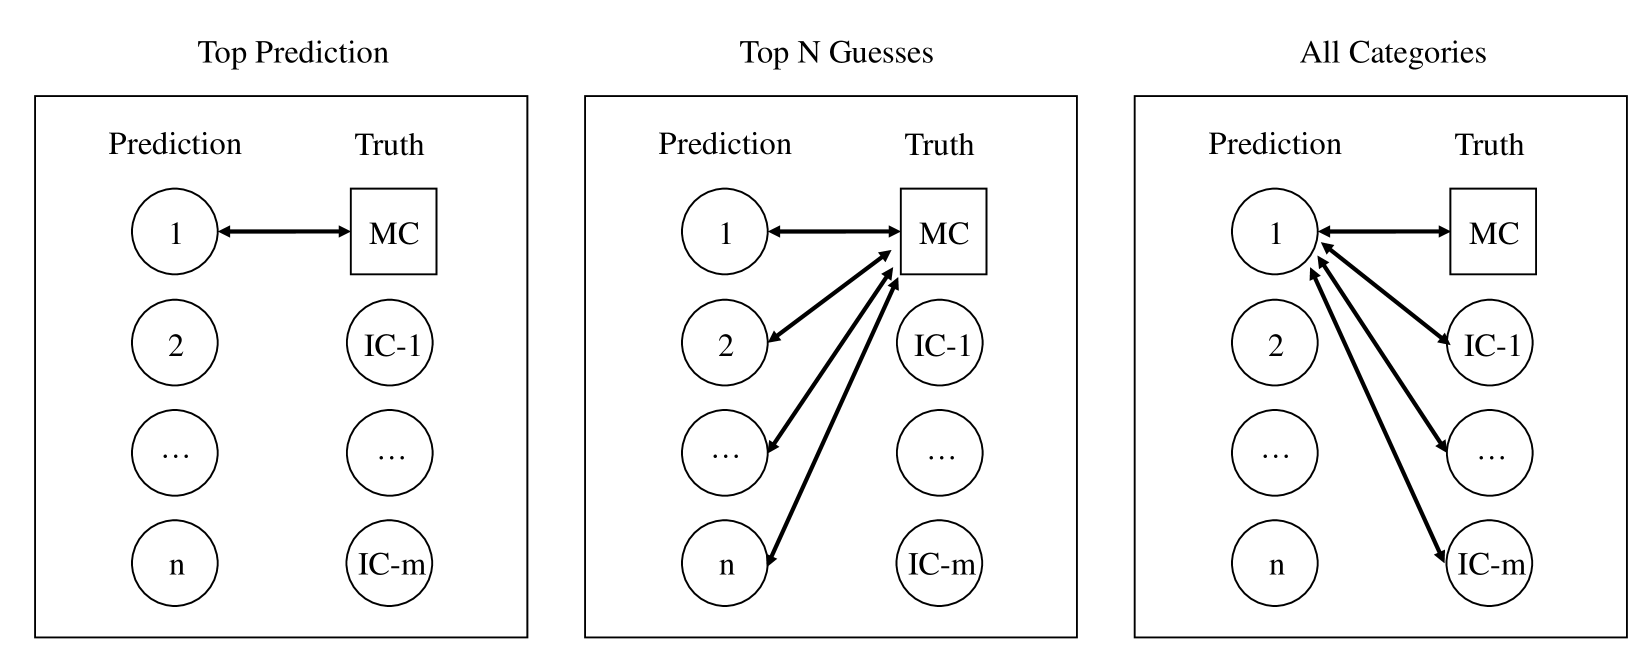 Top Prediction
Prediction Truth
1 MC
2 IC-1
... ...
n IC-m
Top N Guesses
Prediction Truth
1 MC
2 IC-1
... ...
n IC-m
All Categories
Prediction Truth
1 MC
2 IC-1
... ...
n IC-m